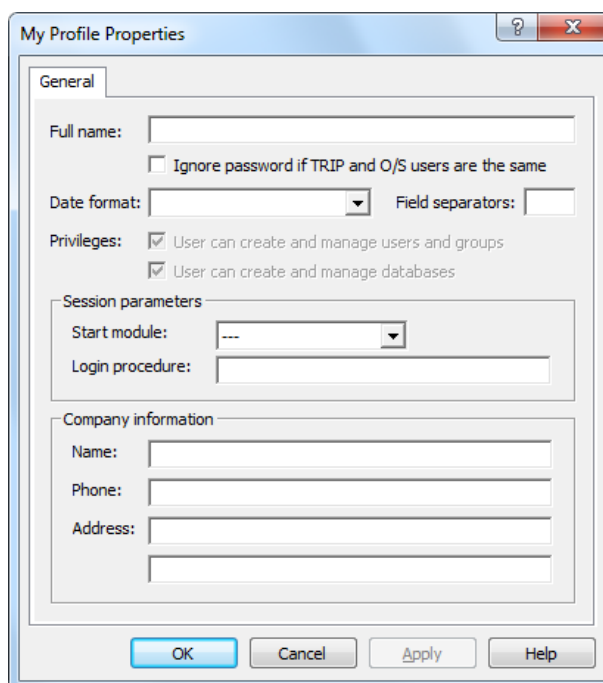 My Profile Properties ? X
General
Full name:
Ignore password if TRIP and O/S users are the same
Date format: Field separators:
Privileges: User can create and manage users and groups
User can create and manage databases
Session parameters
Start module: ---
Login procedure:
Company information
Name:
Phone:
Address:
OK Cancel Apply Help